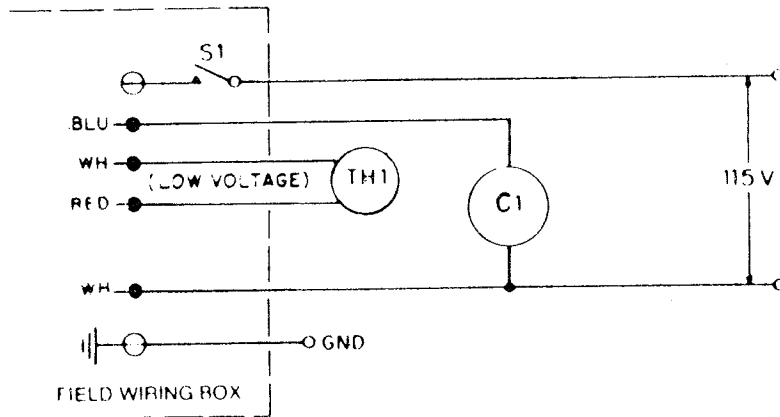 S1
BLU
WH
(LOW VOLTAGE)
TH1
RED
C1
115 V
WH
GND
FIELD WIRING BOX